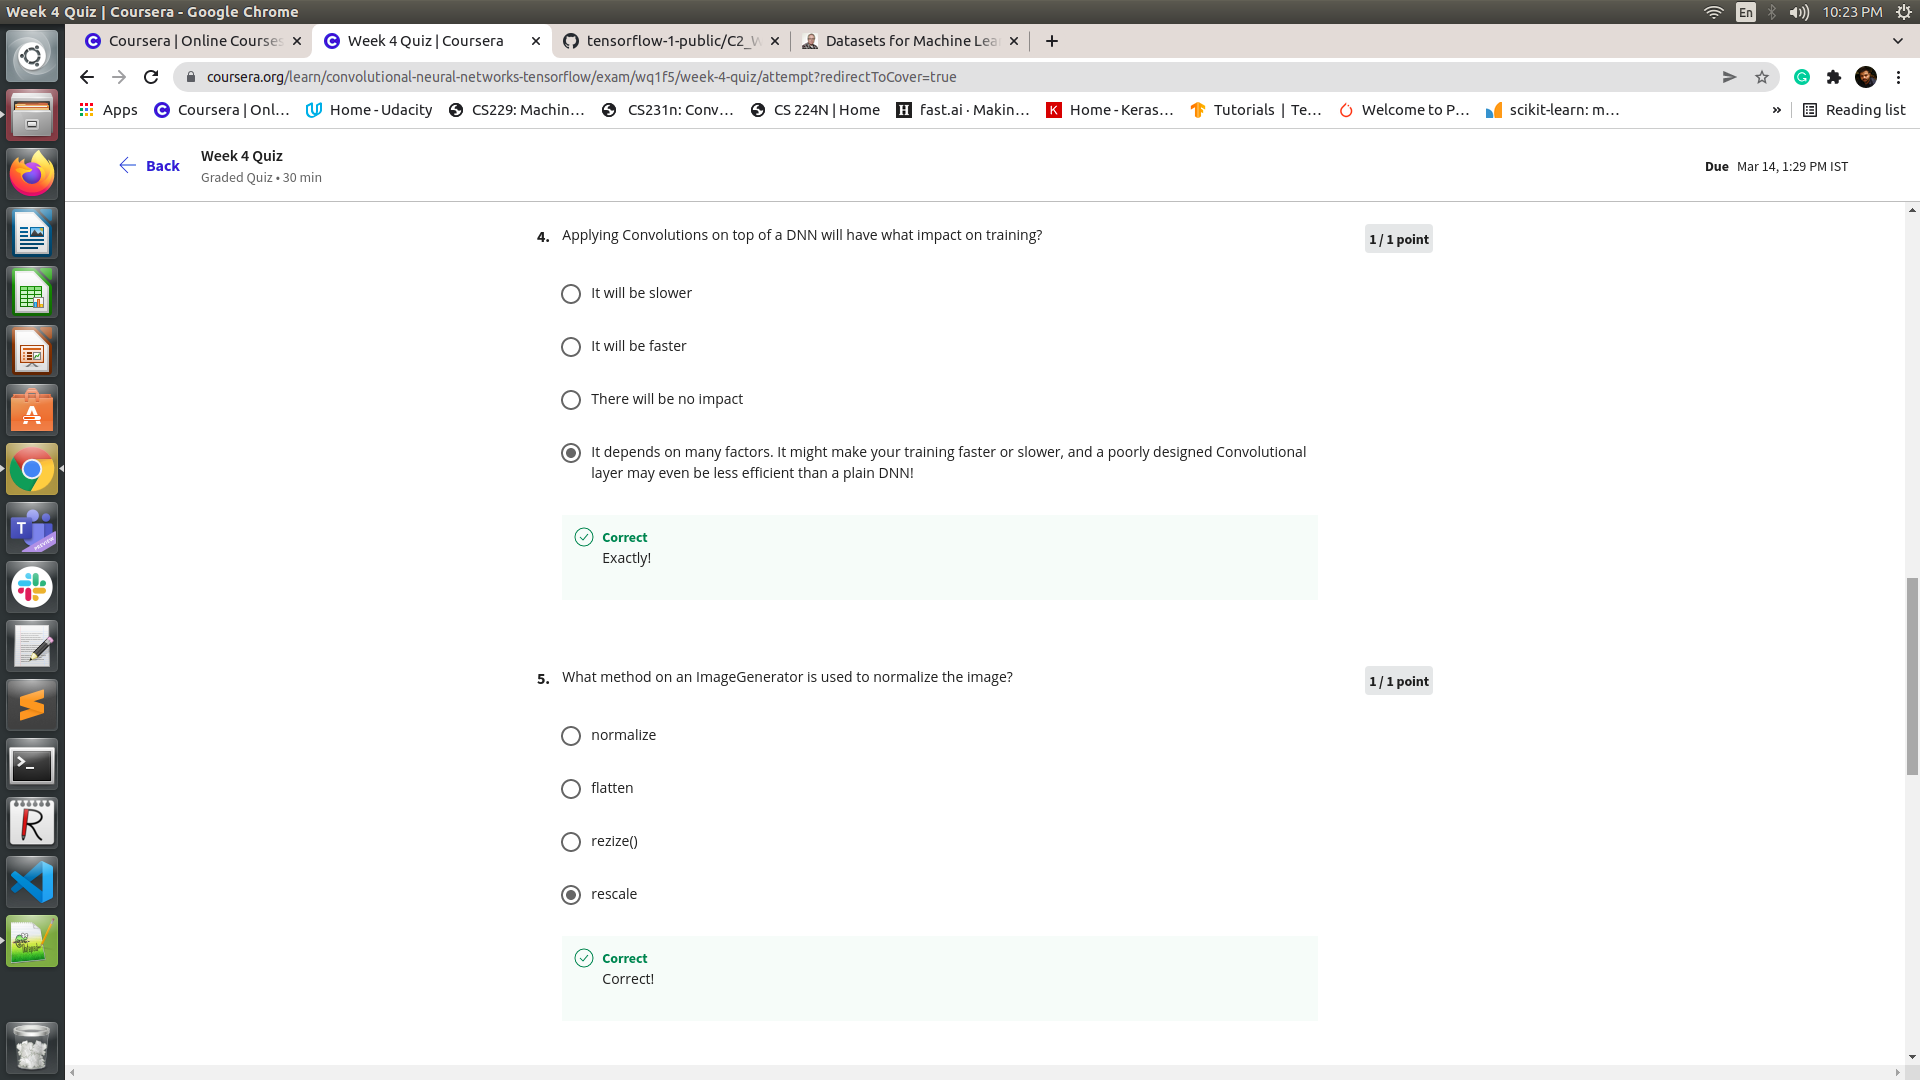 Week 4 Quiz | Coursera - Google Chrome
En
10:23 PM
Coursera | Online Courses
Week 4 Quiz | Coursera
tensorflow-1-public/C2_W
Datasets for Machine Lea
coursera.org/learn/convolutional-neural-networks-tensorflow/exam/wq1f5/week-4-quiz/attempt?redirectToCover=true
Apps
Coursera | Onl…
Home - Udacity
CS229: Machin…
CS231n: Conv…
CS 224N | Home
fast.ai · Makin…
Home - Keras…
Tutorials | Te…
Welcome to P…
scikit-learn: m…
»
Reading list
Back
Week 4 Quiz
Graded Quiz • 30 min
Due Mar 14, 1:29 PM IST
4. Applying Convolutions on top of a DNN will have what impact on training?
1 / 1 point
It will be slower
It will be faster
There will be no impact
It depends on many factors. It might make your training faster or slower, and a poorly designed Convolutional
layer may even be less efficient than a plain DNN!
Correct
Exactly!
5. What method on an ImageGenerator is used to normalize the image?
1 / 1 point
normalize
flatten
rezize()
rescale
Correct
Correct!